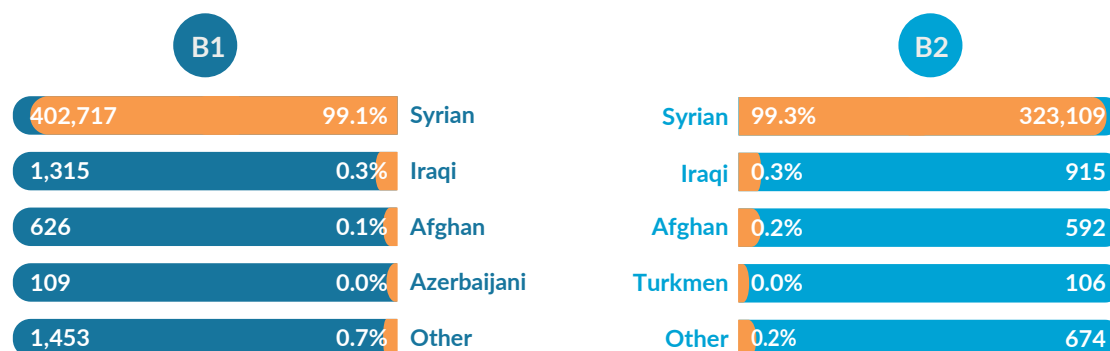 B1
402,717 99.1% Syrian
1,315 0.3% Iraqi
626 0.1% Afghan
109 0.0% Azerbaijani
1,453 0.7% Other
B2
Syrian 99.3% 323,109
Iraqi 0.3% 915
Afghan 0.2% 592
Turkmen 0.0% 106
Other 0.2% 674